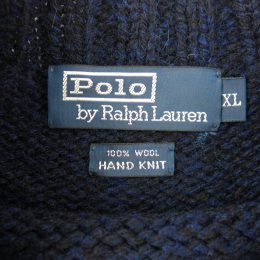 Polo
by Ralph Lauren
XL
100% WOOL
HAND KNIT